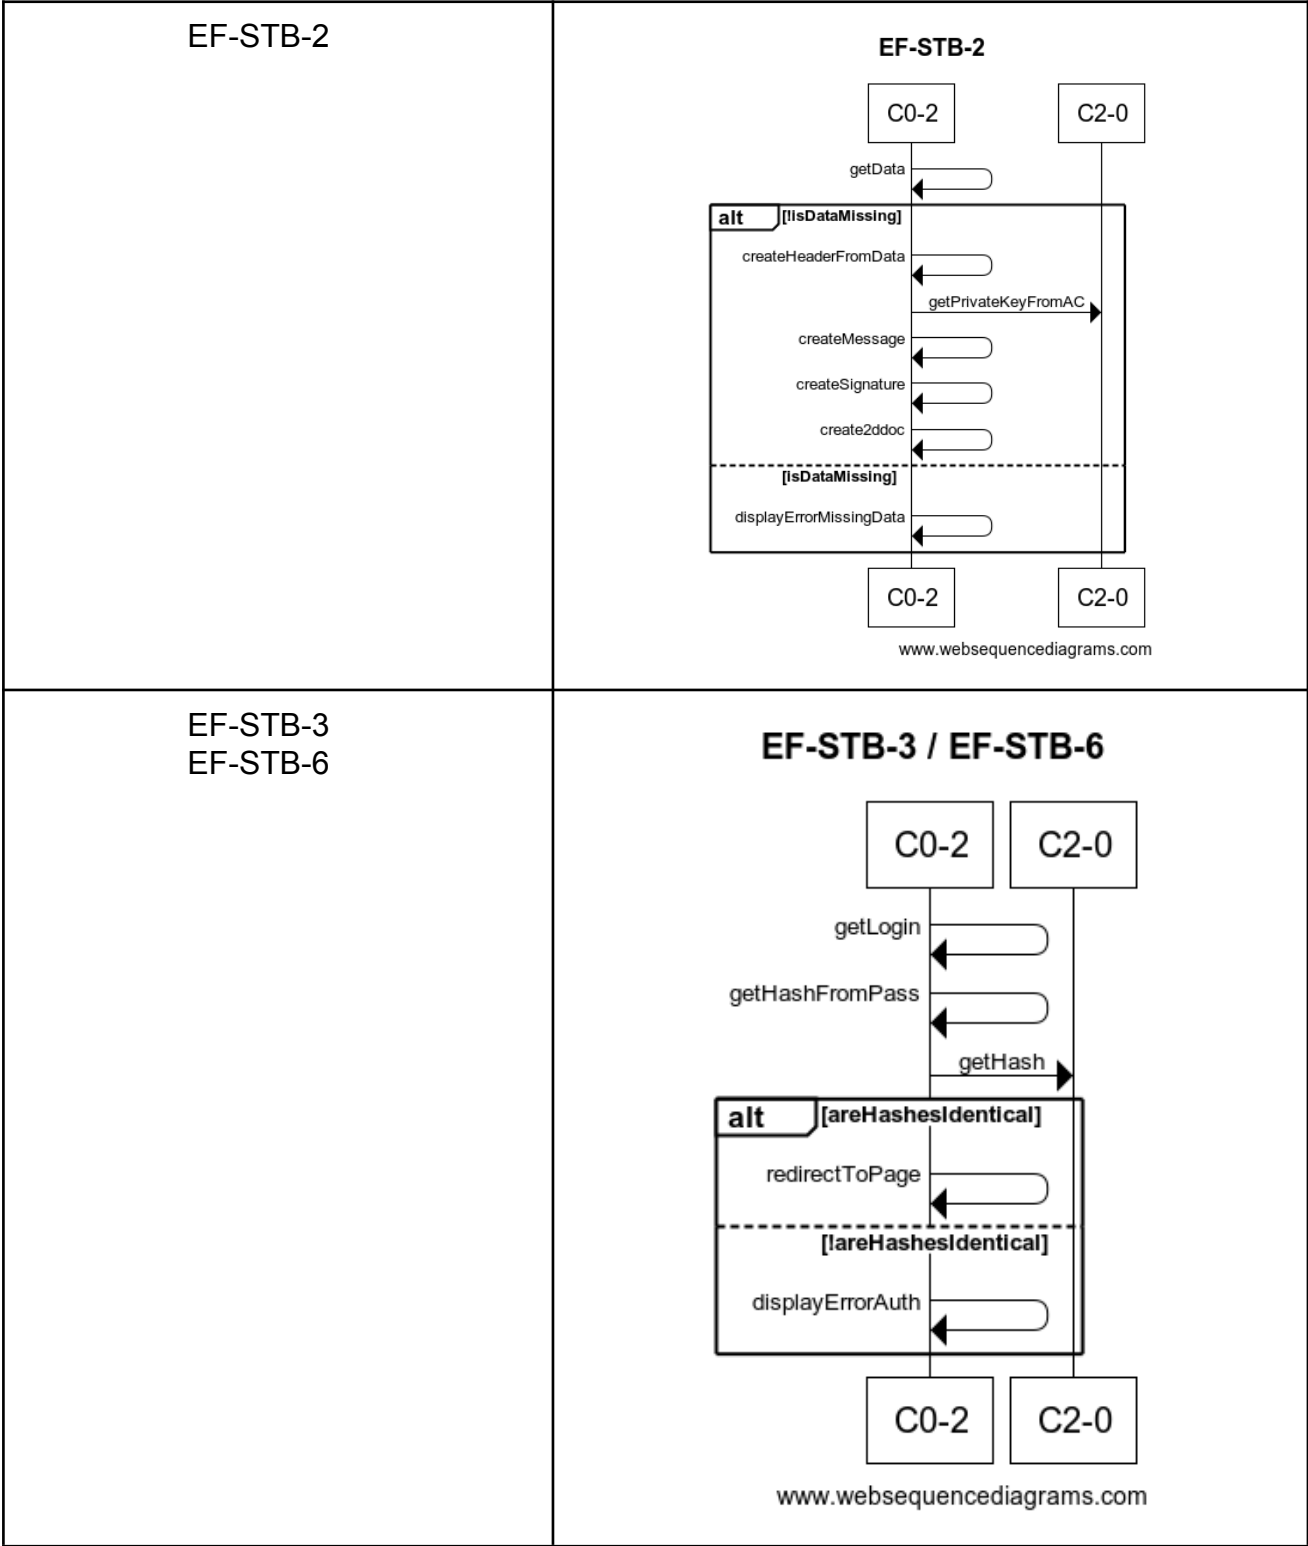 EF-STB-2
EF-STB-2
C0-2
C2-0
getData
alt [!isDataMissing]
createHeaderFromData
getPrivateKeyFromAC
createMessage
createSignature
create2ddoc
[isDataMissing]
displayErrorMissingData
C0-2
C2-0
www.websequencediagrams.com
EF-STB-3
EF-STB-6
EF-STB-3 / EF-STB-6
C0-2
C2-0
getLogin
getHashFromPass
getHash
alt [areHashesIdentical]
redirectToPage
[!areHashesIdentical]
displayErrorAuth
C0-2
C2-0
www.websequencediagrams.com